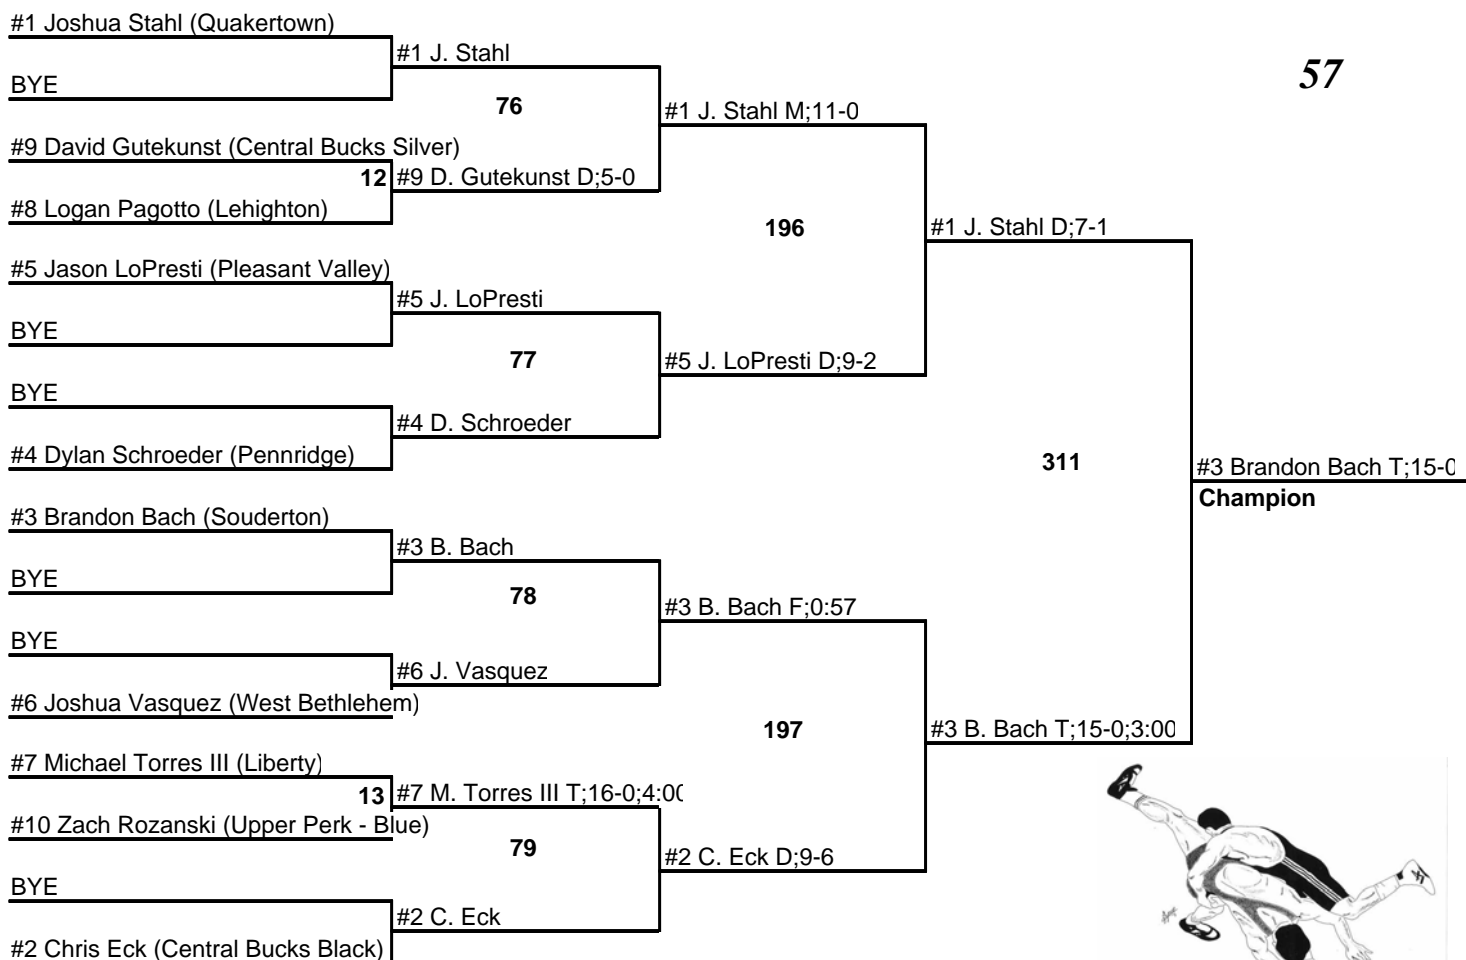 #1 Joshua Stahl (Quakertown)
#1 J. Stahl
57
BYE
76
#1 J. Stahl M;11-0
#9 David Gutekunst (Central Bucks Silver)
12
#9 D. Gutekunst D;5-0
#8 Logan Pagotto (Lehighton)
196
#1 J. Stahl D;7-1
#5 Jason LoPresti (Pleasant Valley)
#5 J. LoPresti
BYE
77
#5 J. LoPresti D;9-2
BYE
#4 D. Schroeder
#4 Dylan Schroeder (Pennridge)
311
#3 Brandon Bach T;15-0
Champion
#3 Brandon Bach (Souderton)
#3 B. Bach
BYE
78
#3 B. Bach F;0:57
BYE
#6 J. Vasquez
#6 Joshua Vasquez (West Bethlehem)
197
#3 B. Bach T;15-0;3:00
#7 Michael Torres III (Liberty)
13
#7 M. Torres III T;16-0;4:00
#10 Zach Rozanski (Upper Perk - Blue)
79
#2 C. Eck D;9-6
BYE
#2 C. Eck
#2 Chris Eck (Central Bucks Black)